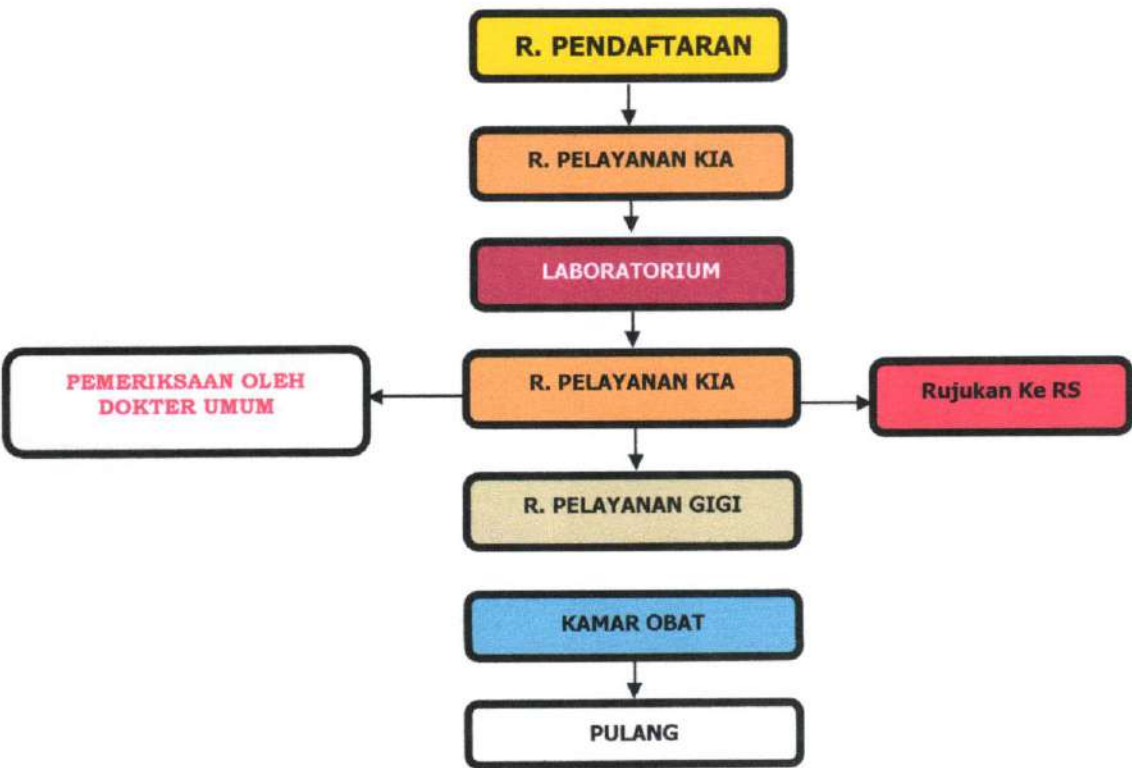 R. PENDAFTARAN
R. PELAYANAN KIA
LABORATORIUM
PEMERIKSAAN OLEH
DOKTER UMUM
R. PELAYANAN KIA
Rujukan Ke RS
R. PELAYANAN GIGI
KAMAR OBAT
PULANG